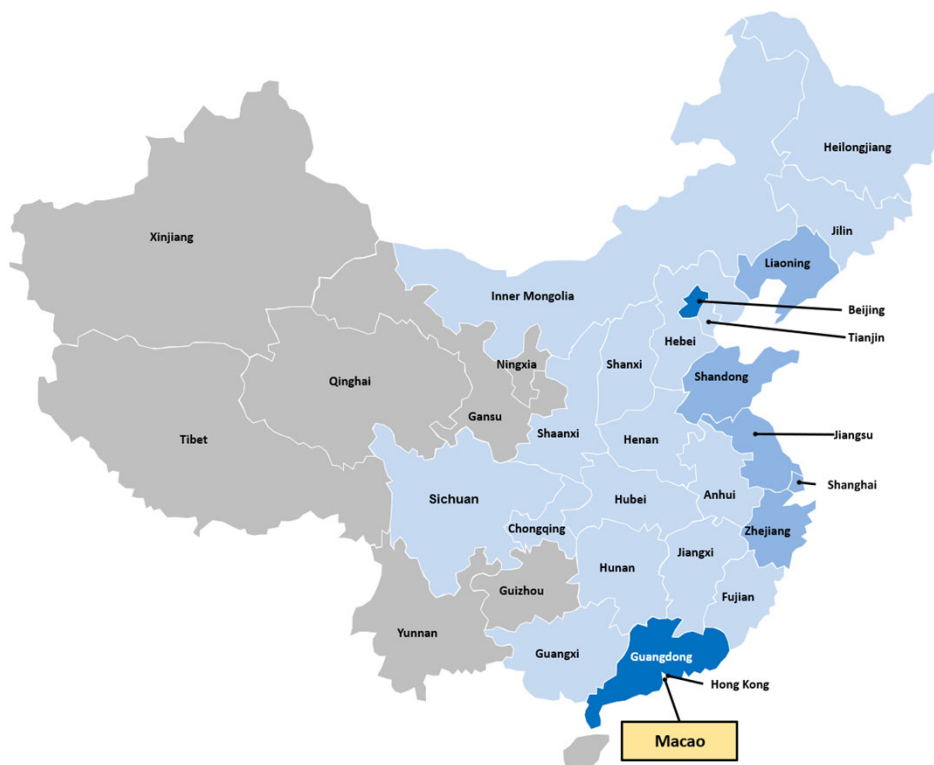 Heilongjiang
Jilin
Xinjiang
Liaoning
Inner Mongolia
Beijing
Hebei
Tianjin
Ningxia
Shanxi
Shandong
Qinghai
Gansu
Tibet
Shaanxi
Henan
Jiangsu
Sichuan
Hubei
Anhui
Shanghai
Chongqing
Zhejiang
Jiangxi
Hunan
Guizhou
Fujian
Yunnan
Guangxi
Guangdong
Hong Kong
Macao